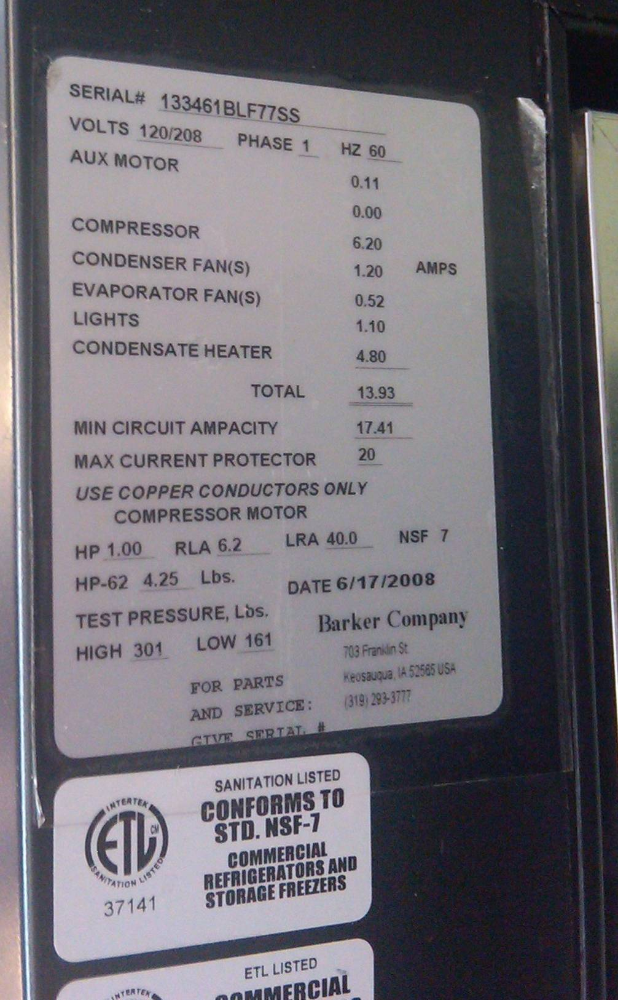 SERIAL# 133461BLF77SS
VOLTS 120/208 PHASE 1 HZ 60
AUX MOTOR 0.11
0.00
COMPRESSOR 6.20
CONDENSER FAN(S) 1.20 AMPS
EVAPORATOR FAN(S) 0.52
LIGHTS 1.10
CONDENSATE HEATER 4.80
TOTAL 13.93
MIN CIRCUIT AMPACITY 17.41
MAX CURRENT PROTECTOR 20
USE COPPER CONDUCTORS ONLY
COMPRESSOR MOTOR
HP 1.00 RLA 6.2 LRA 40.0 NSF 7
HP-62 4.25 Lbs. DATE 6/17/2008
TEST PRESSURE, Lbs. Barker Company
HIGH 301 LOW 161 703 Franklin St
Keosauqua, IA 52565 USA
FOR PARTS (319) 293-3777
AND SERVICE:
GIVE SERIAL #
INTERTEK
ETL CM
SANITATION LISTED
37141
SANITATION LISTED
CONFORMS TO
STD. NSF-7
COMMERCIAL
REFRIGERATORS AND
STORAGE FREEZERS
INTERTEK
ETL LISTED
COMMERCIAL